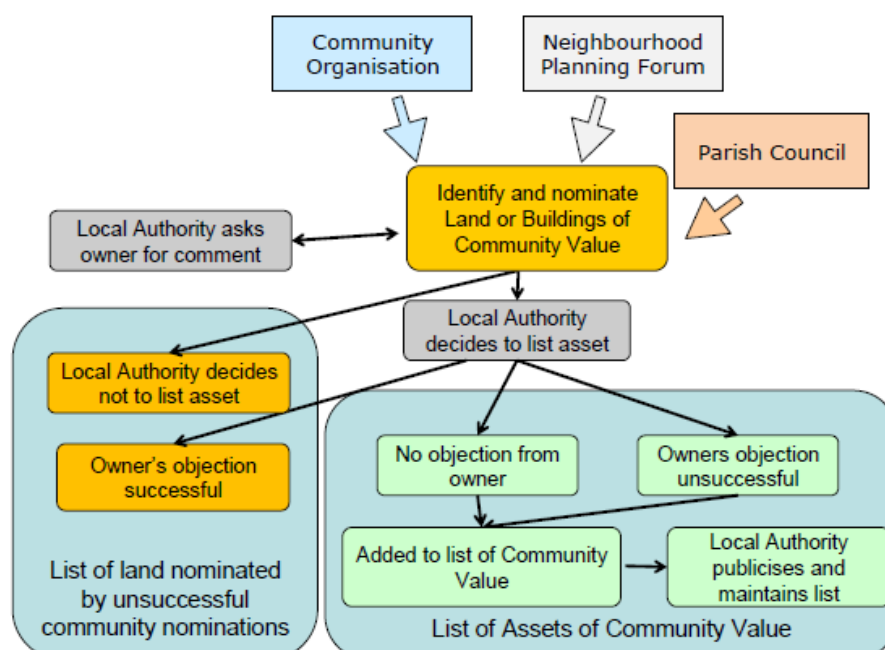 Community
Organisation
Neighbourhood
Planning Forum
Parish Council
Identify and nominate
Land or Buildings of
Community Value
Local Authority asks
owner for comment
Local Authority
decides to list asset
Local Authority decides
not to list asset
Owner's objection
successful
No objection from
owner
Owners objection
unsuccessful
Added to list of Community
Value
Local Authority
publicises and
maintains list
List of land nominated
by unsuccessful
community nominations
List of Assets of Community Value